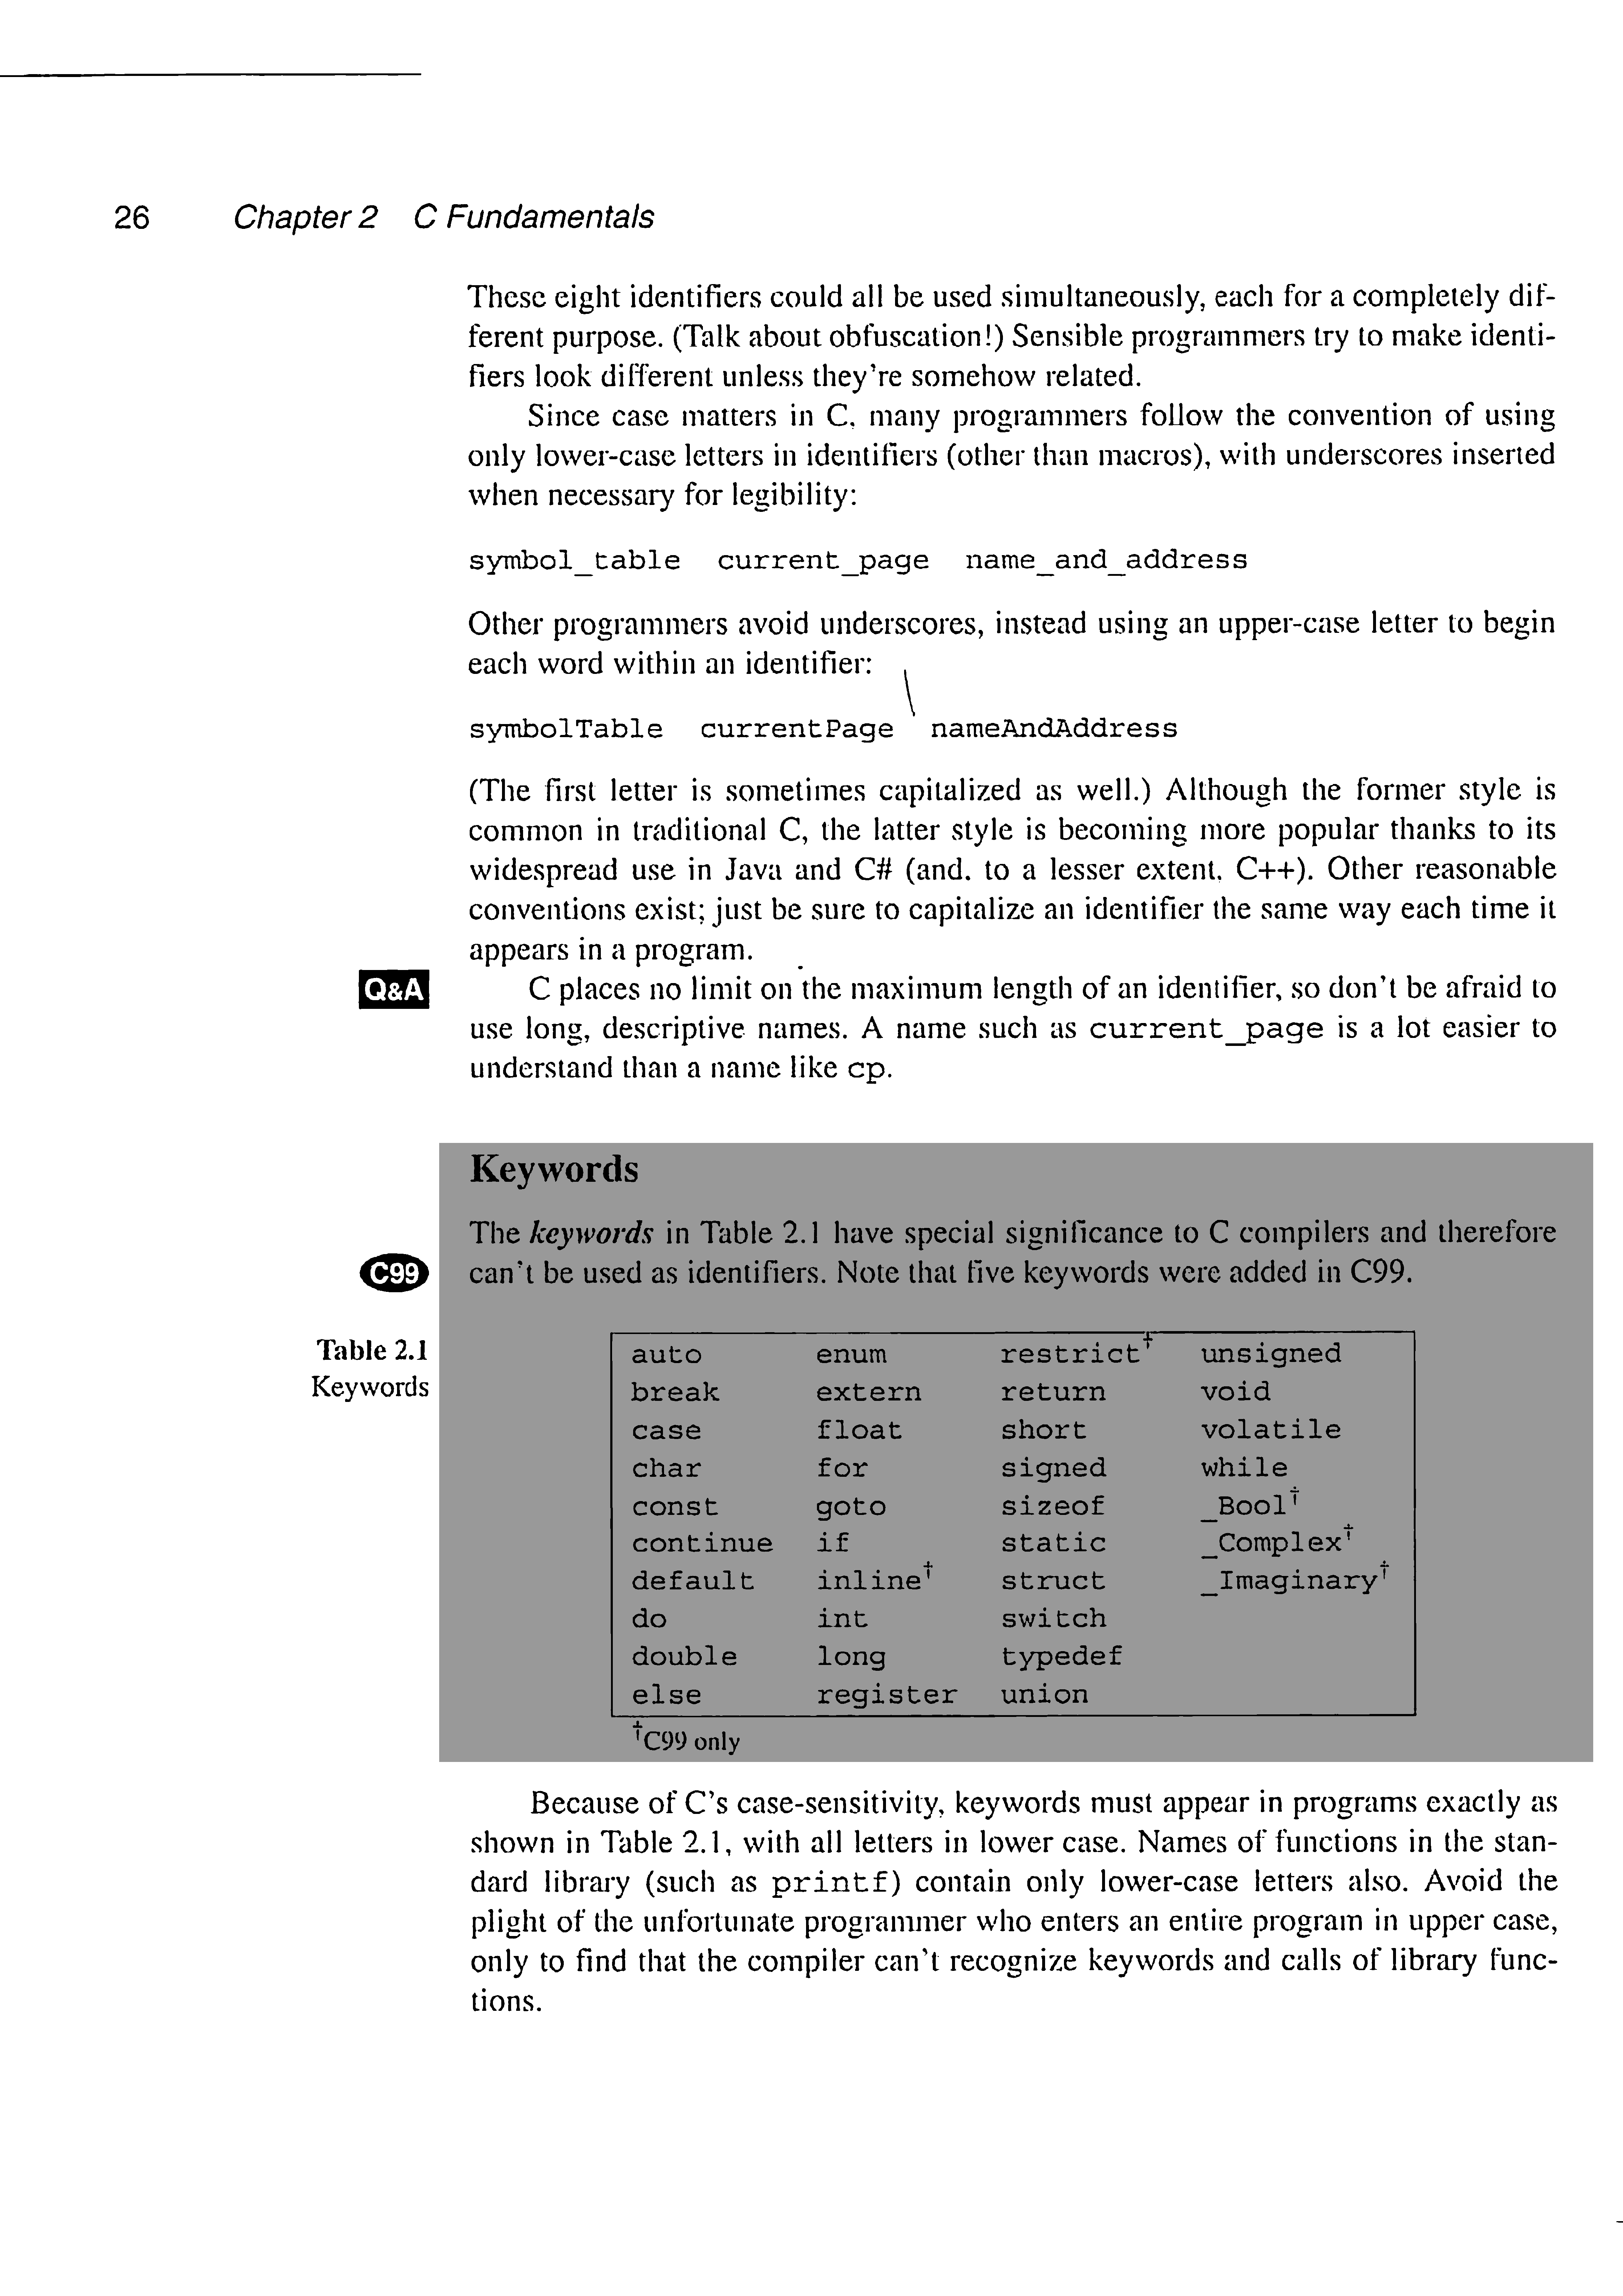 26 Chapter 2 C Fundamentals
These eight identifiers could all be used simultaneously, each for a completely dif-
ferent purpose. (Talk about obfuscation!) Sensible programmers try to make identi-
fiers look different unless they're somehow related.
Since case matters in C, many programmers follow the convention of using
only lower-case letters in identifiers (other than macros), with underscores inserted
when necessary for legibility:
symbol_table current_page name_and_address
Other programmers avoid underscores, instead using an upper-case letter to begin
each word within an identifier:
symbolTable currentPage nameAndAddress
(The first letter is sometimes capitalized as well.) Although the former style is
common in traditional C, the latter style is becoming more popular thanks to its
widespread use in Java and C# (and, to a lesser extent, C++). Other reasonable
conventions exist; just be sure to capitalize an identifier the same way each time it
appears in a program.
Q&A C places no limit on the maximum length of an identifier, so don't be afraid to
use long, descriptive names. A name such as current_page is a lot easier to
understand than a name like cp.
Keywords
The keywords in Table 2.1 have special significance to C compilers and therefore
C99 can't be used as identifiers. Note that five keywords were added in C99.
Table 2.1
Keywords
auto enum restrict† unsigned
break extern return void
case float short volatile
char for signed while
const goto sizeof _Bool†
continue if static _Complex†
default inline† struct _Imaginary†
do int switch
double long typedef
else register union
†C99 only
Because of C's case-sensitivity, keywords must appear in programs exactly as
shown in Table 2.1, with all letters in lower case. Names of functions in the stan-
dard library (such as printf) contain only lower-case letters also. Avoid the
plight of the unfortunate programmer who enters an entire program in upper case,
only to find that the compiler can't recognize keywords and calls of library func-
tions.